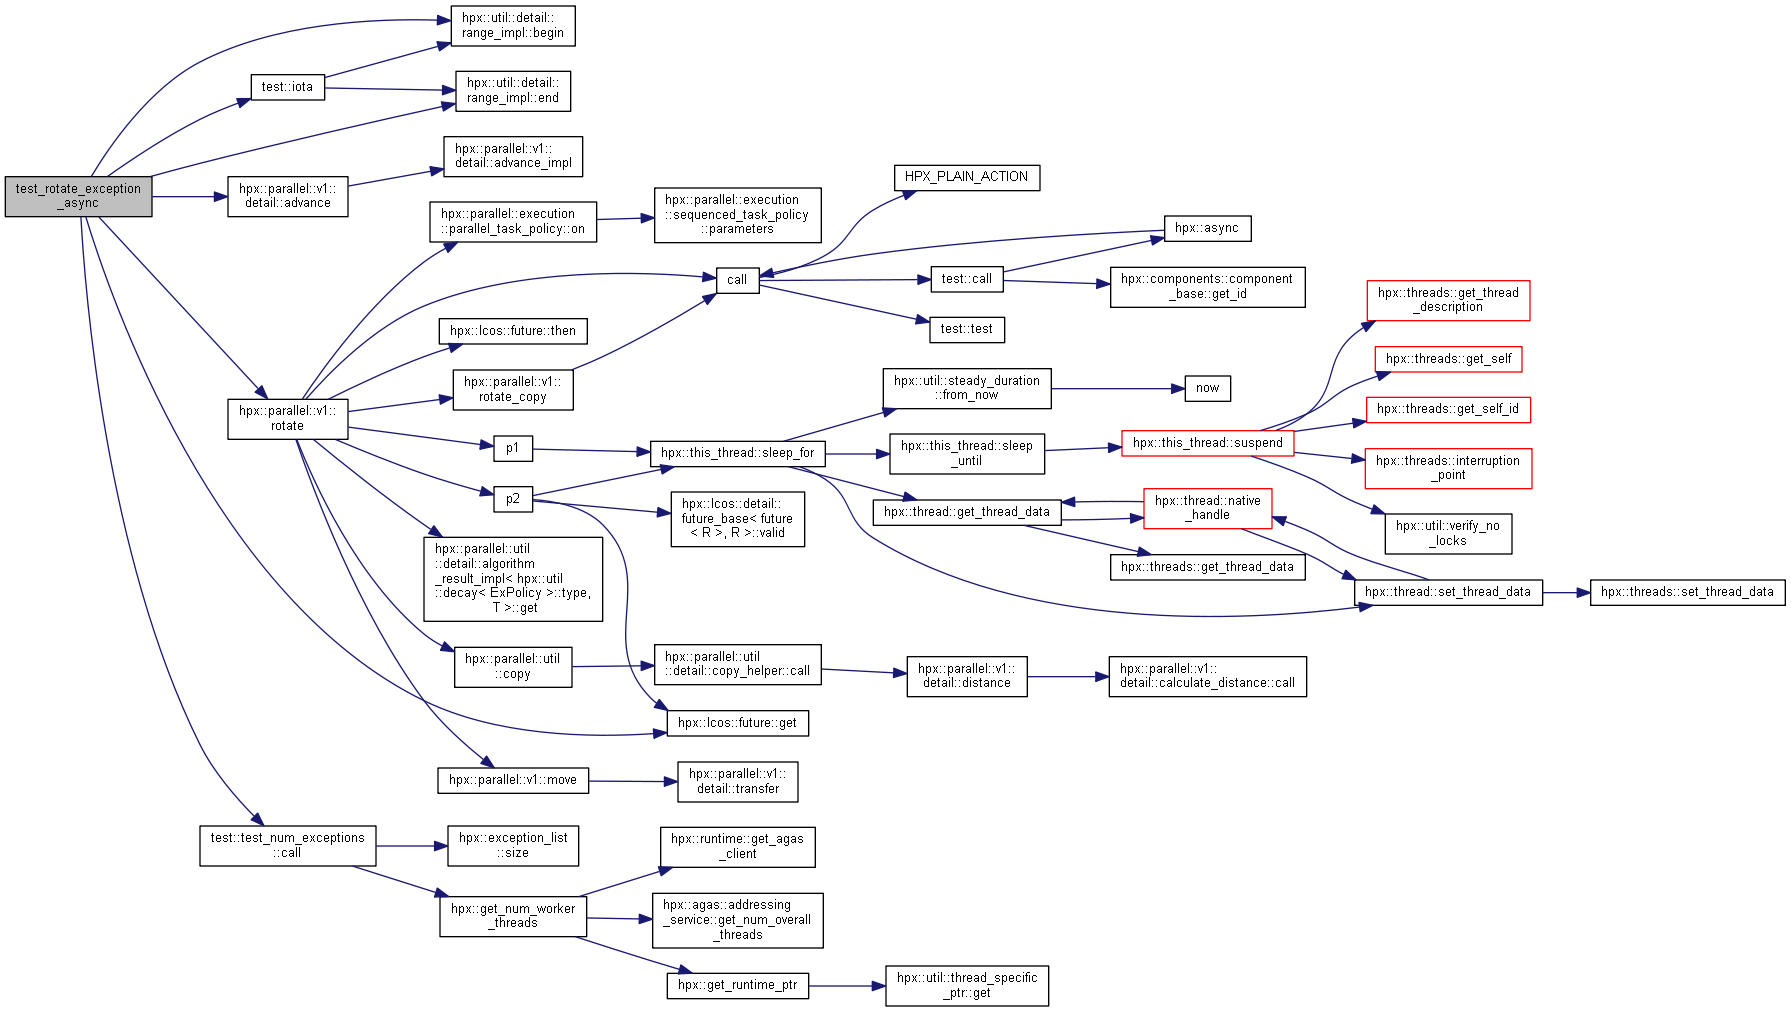 hpx::util::detail::
range_impl::begin
test::iota
hpx::util::detail::
range_impl::end
hpx::parallel::v1::
detail::advance_impl
test_rotate_exception
_async
hpx::parallel::v1::
detail::advance
hpx::parallel::execution
::parallel_task_policy::on
hpx::parallel::execution
::sequenced_task_policy
::parameters
HPX_PLAIN_ACTION
hpx::async
call
test::call
hpx::components::component
_base::get_id
test::test
hpx::lcos::future::then
hpx::parallel::v1::
rotate_copy
hpx::parallel::v1::
rotate
p1
p2
hpx::this_thread::sleep_for
hpx::util::steady_duration
::from_now
now
hpx::this_thread::sleep
_until
hpx::this_thread::suspend
hpx::threads::get_thread
_description
hpx::threads::get_self
hpx::threads::get_self_id
hpx::threads::interruption
_point
hpx::util::verify_no
_locks
hpx::lcos::detail::
future_base< future
< R >, R >::valid
hpx::thread::get_thread_data
hpx::thread::native
_handle
hpx::threads::get_thread_data
hpx::thread::set_thread_data
hpx::threads::set_thread_data
hpx::parallel::util
::detail::algorithm
_result_impl< hpx::util
::decay< ExPolicy >::type,
T >::get
hpx::parallel::util
::copy
hpx::parallel::util
::detail::copy_helper::call
hpx::parallel::v1::
detail::distance
hpx::parallel::v1::
detail::calculate_distance::call
hpx::lcos::future::get
hpx::parallel::v1::move
hpx::parallel::v1::
detail::transfer
test::test_num_exceptions
::call
hpx::exception_list
::size
hpx::get_num_worker
_threads
hpx::runtime::get_agas
_client
hpx::agas::addressing
_service::get_num_overall
_threads
hpx::get_runtime_ptr
hpx::util::thread_specific
_ptr::get